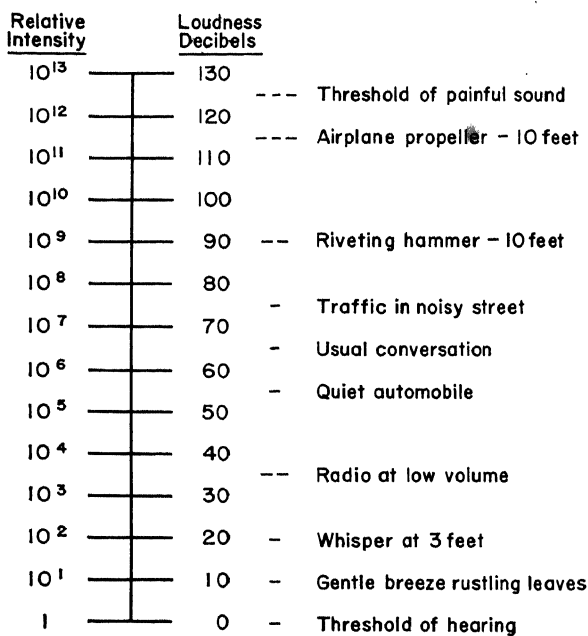 Relative Intensity Loudness Decibels
10¹³ 130
--- Threshold of painful sound
10¹² 120
--- Airplane propeller - 10 feet
10¹¹ 110
10¹⁰ 100
10⁹ 90 -- Riveting hammer - 10 feet
10⁸ 80
- Traffic in noisy street
10⁷ 70
- Usual conversation
10⁶ 60
- Quiet automobile
10⁵ 50
10⁴ 40
-- Radio at low volume
10³ 30
10² 20 - Whisper at 3 feet
10¹ 10 - Gentle breeze rustling leaves
1 0 - Threshold of hearing